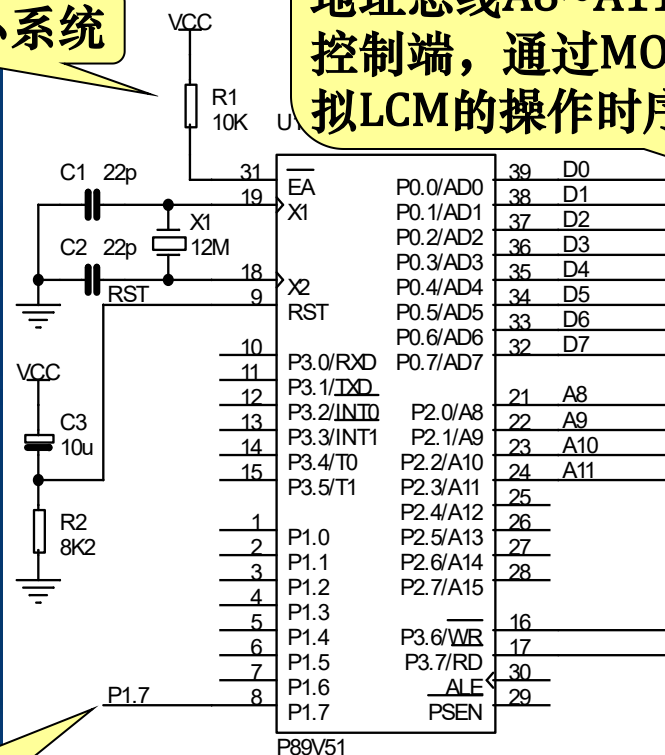 系统
地址总线A8~A11
控制端，通过MO
拟LCM的操作时序
VCC
R1
10K
C1 22p
X1
12M
C2 22p
RST
VCC
C3
10u
R2
8K2
P1.7
31
19
18
9
10
11
12
13
14
15
1
2
3
4
5
6
7
8
EA
X1
X2
RST
P3.0/RXD
P3.1/TXD
P3.2/INT0
P3.3/INT1
P3.4/T0
P3.5/T1
P1.0
P1.1
P1.2
P1.3
P1.4
P1.5
P1.6
P1.7
P0.0/AD0
P0.1/AD1
P0.2/AD2
P0.3/AD3
P0.4/AD4
P0.5/AD5
P0.6/AD6
P0.7/AD7
P2.0/A8
P2.1/A9
P2.2/A10
P2.3/A11
P2.4/A12
P2.5/A13
P2.6/A14
P2.7/A15
P3.6/WR
P3.7/RD
ALE
PSEN
39 D0
38 D1
37 D2
36 D3
35 D4
34 D5
33 D6
32 D7
21 A8
22 A9
23 A10
24 A11
25
26
27
28
16
17
30
29
P89V51